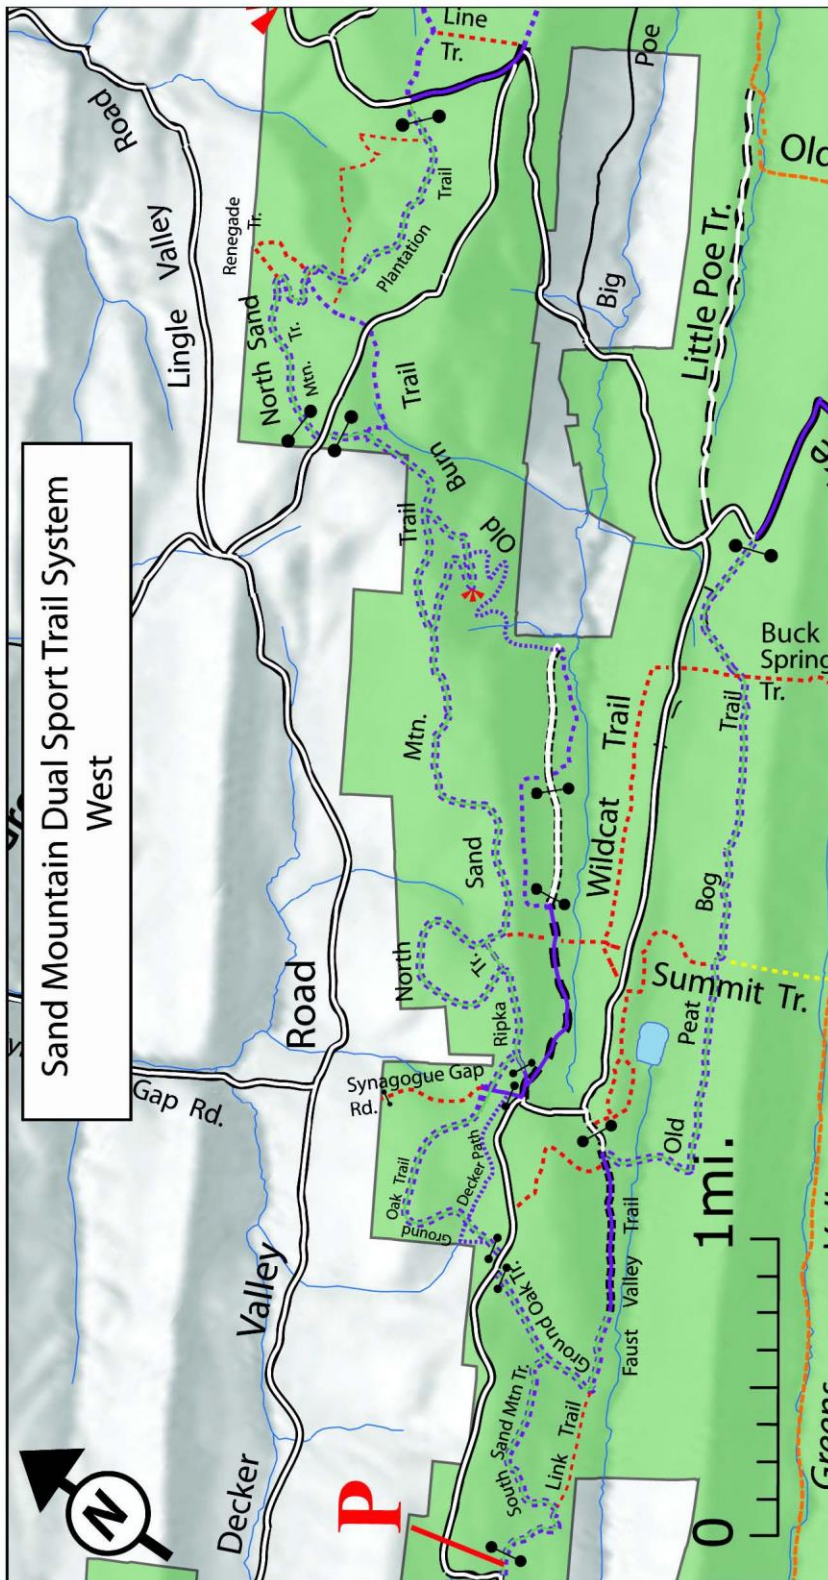 Sand Mountain Dual Sport Trail System
West
Line
Tr.
Poe
Old
Road
Valley
Lingle
Renegade
Tr.
Trail
Plantation
North Sand
Mtn.
Tr.
Big
Little Poe Tr.
Trail
Burn
Old
Trail
Mtn.
Sand
North
Tr.
Ripka
Wildcat
Trail
Buck
Spring
Tr.
Trail
Bog
Peat
Old
Summit Tr.
Gap Rd.
Road
Valley
Decker
Synagogue Gap
Rd.
Oak Trail
Ground
Decker Path
Ground Oak Tr.
South Sand Mtn Tr.
Link Trail
Faust Valley Trail
Greens
P
N
0
1mi.